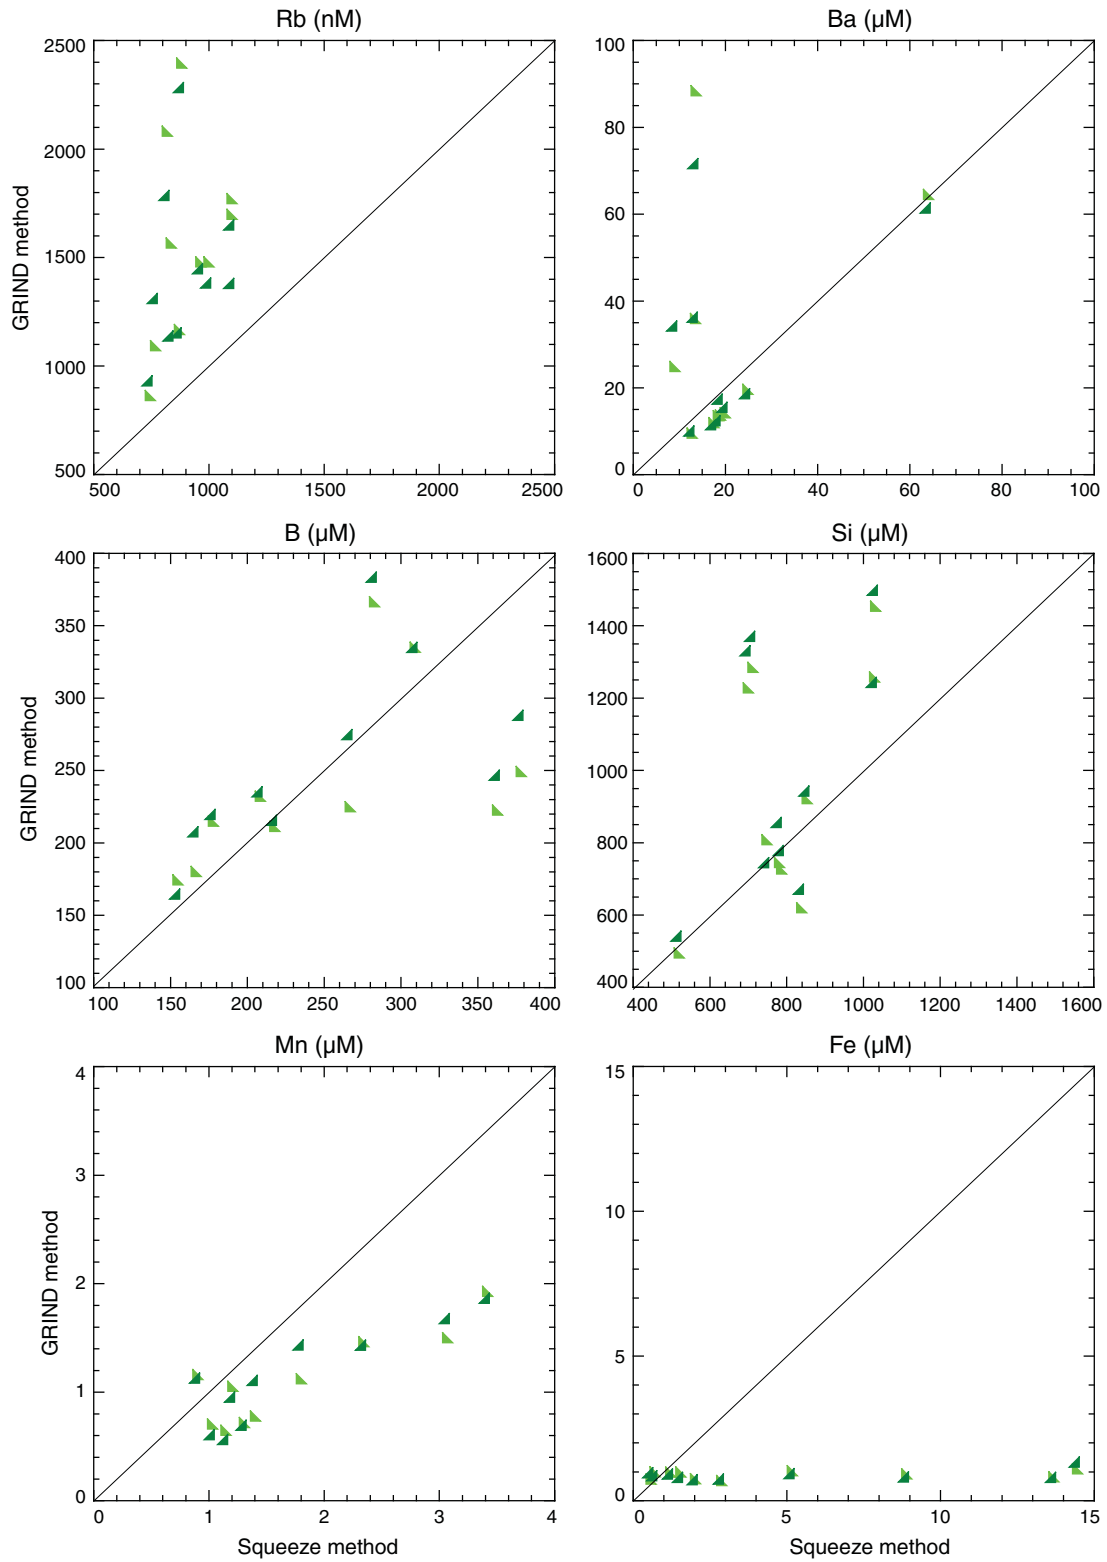 Rb (nM)
Ba (µM)
2500
2000
1500
1000
500
GRIND method
500 1000 1500 2000 2500
100
80
60
40
20
0
0 20 40 60 80 100
B (µM)
Si (µM)
400
350
300
250
200
150
100
GRIND method
100 150 200 250 300 350 400
1600
1400
1200
1000
800
600
400
400 600 800 1000 1200 1400 1600
Mn (µM)
Fe (µM)
4
3
2
1
0
GRIND method
0 1 2 3 4
Squeeze method
15
10
5
0
0 5 10 15
Squeeze method